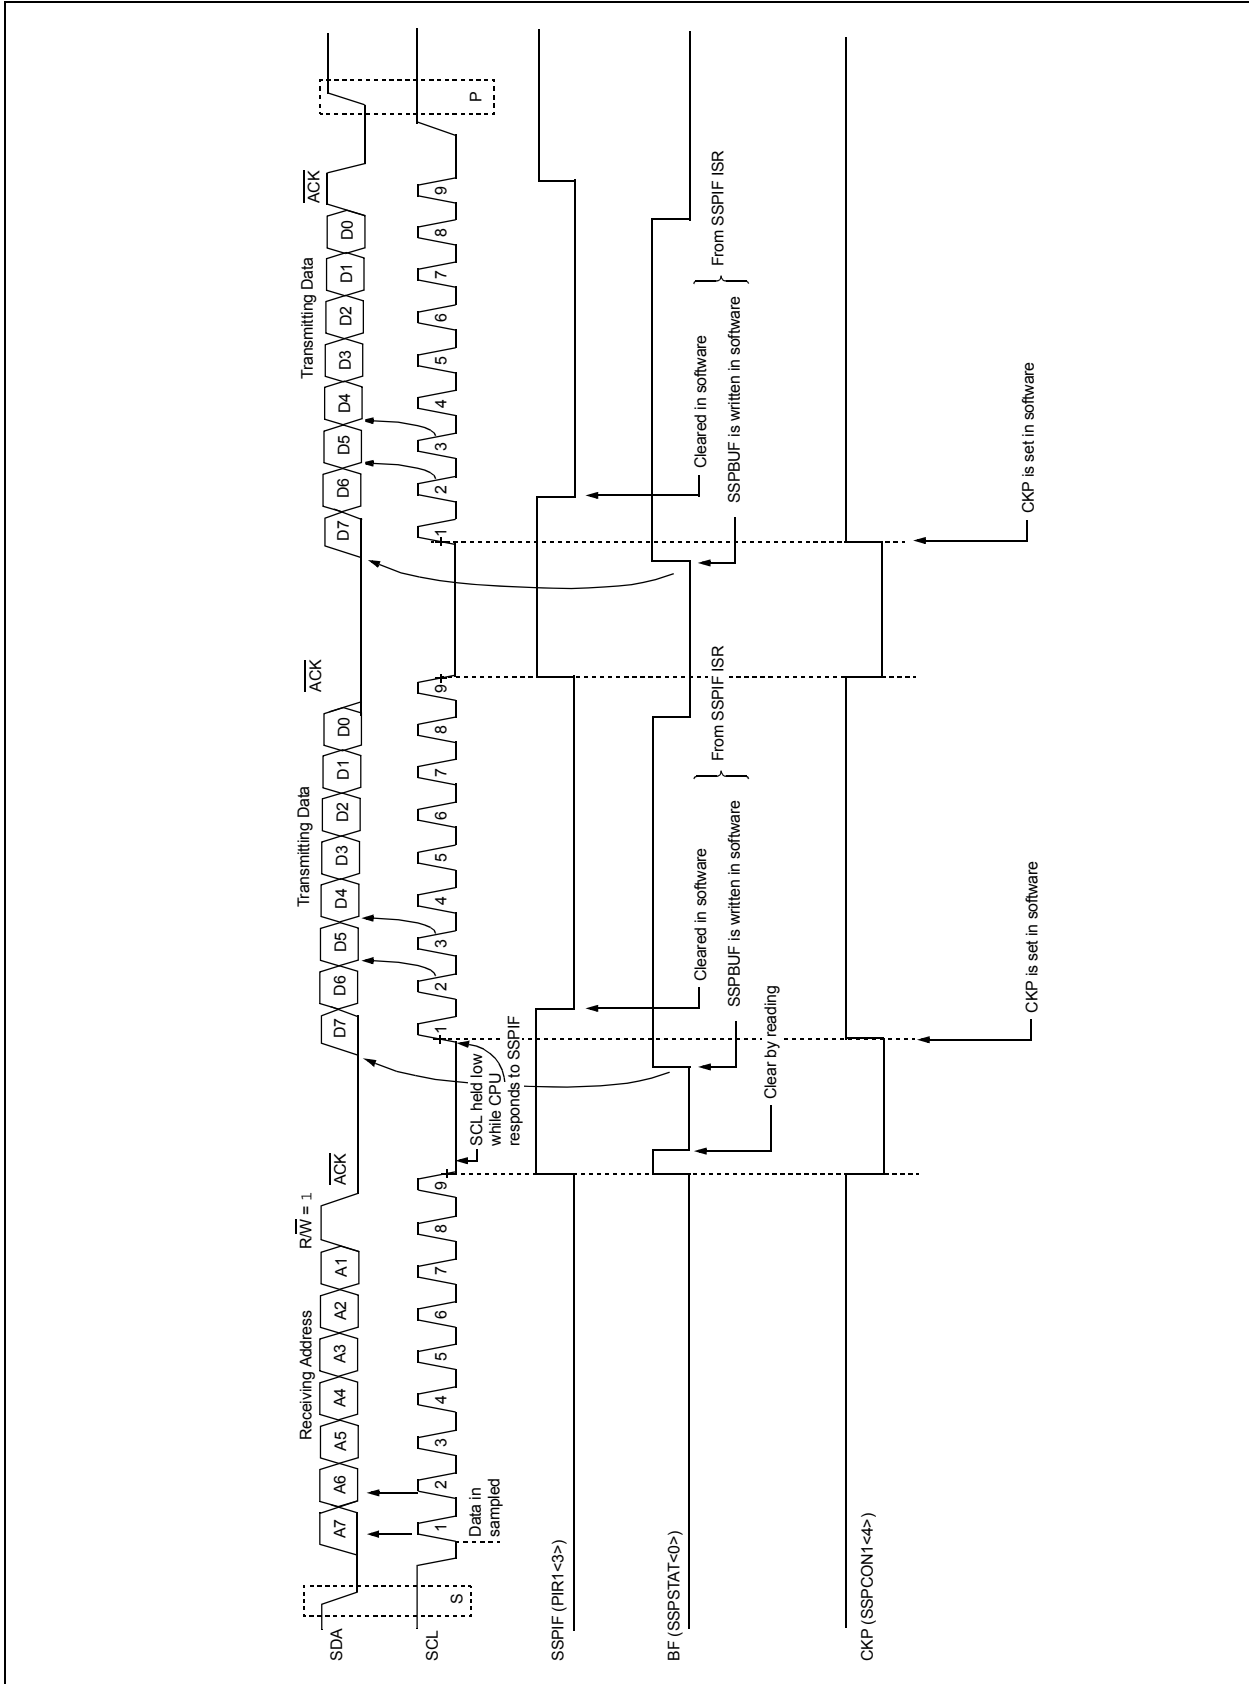 Receiving Address
R/W = 1
ACK
Transmitting Data
ACK
Transmitting Data
ACK
SDA
A7
A6
A5
A4
A3
A2
A1
D7
D6
D5
D4
D3
D2
D1
D0
D7
D6
D5
D4
D3
D2
D1
D0
SCL
S
1
2
3
4
5
6
7
8
9
1
2
3
4
5
6
7
8
9
1
2
3
4
5
6
7
8
9
P
Data in
sampled
SCL held low
while CPU
responds to SSPIF
SSPIF (PIR1<3>)
BF (SSPSTAT<0>)
Cleared in software
From SSPIF ISR
SSPBUF is written in software
Clear by reading
Cleared in software
From SSPIF ISR
SSPBUF is written in software
CKP (SSPCON1<4>)
CKP is set in software
CKP is set in software